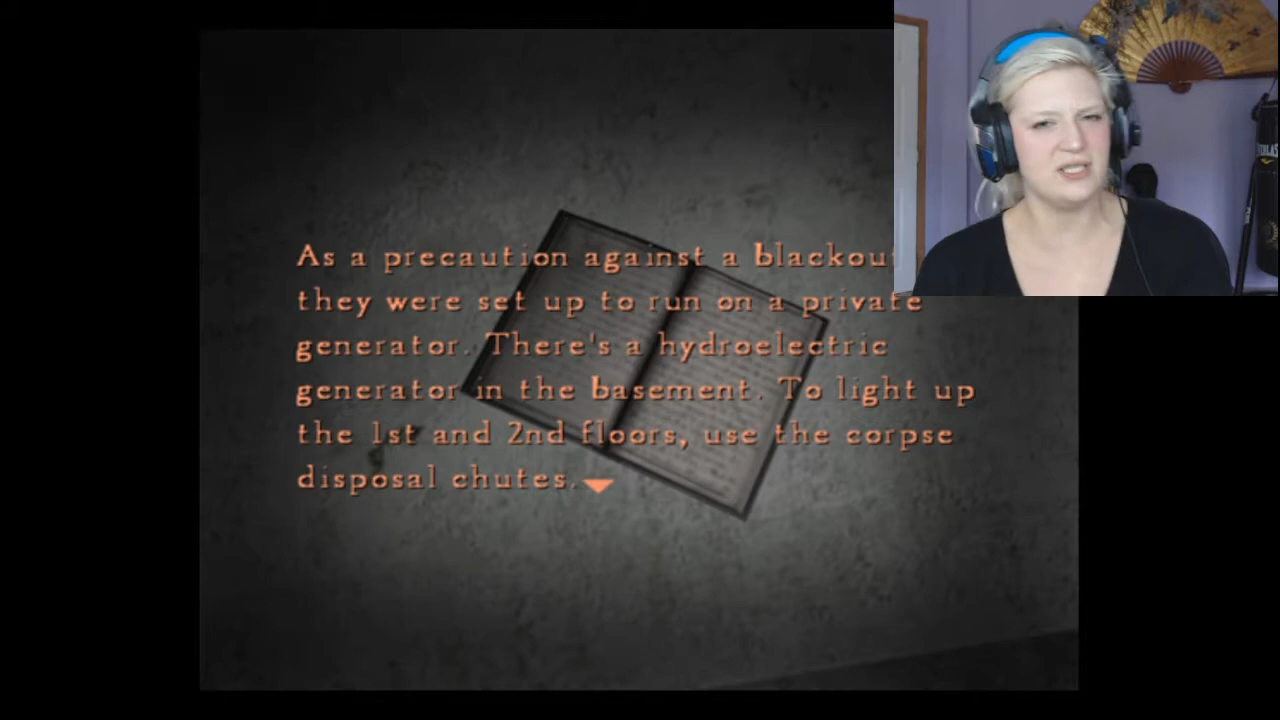 As a precaution against a blackout
they were set up to run on a private
generator. There's a hydroelectric
generator in the basement. To light up
the 1st and 2nd floors, use the corpse
disposal chutes.